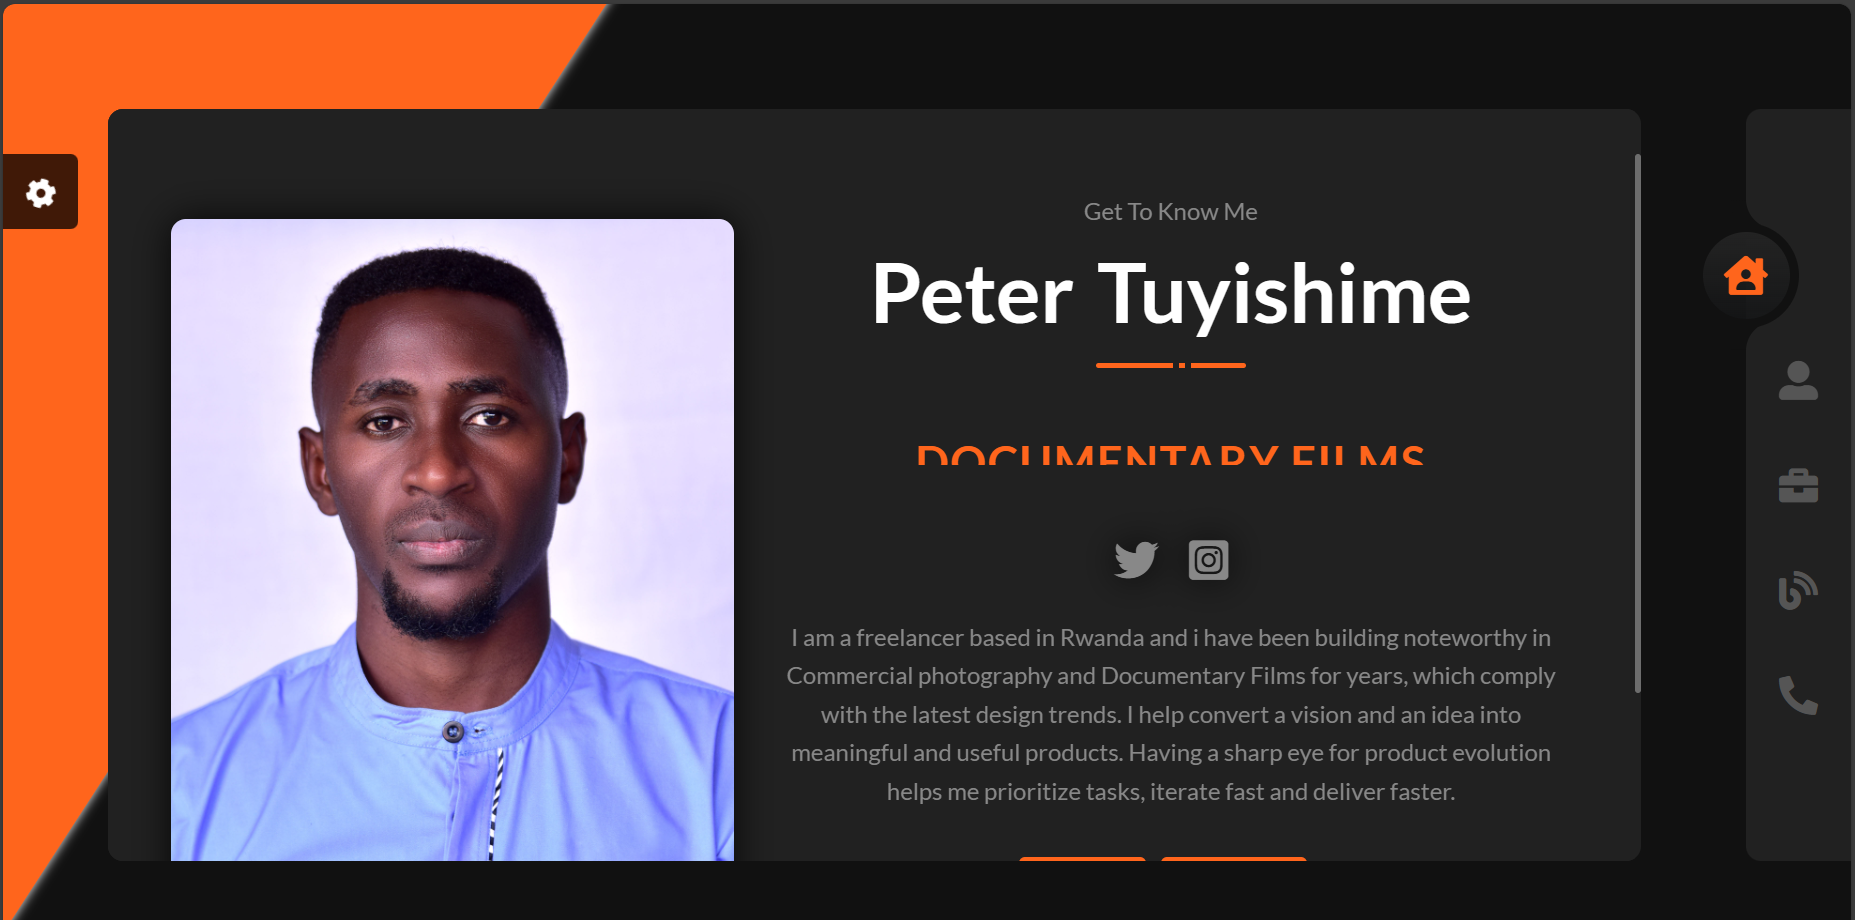 Get To Know Me
Peter Tuyishime
DOCUMENTARY FILMS
I am a freelancer based in Rwanda and i have been building noteworthy in
Commercial photography and Documentary Films for years, which comply
with the latest design trends. I help convert a vision and an idea into
meaningful and useful products. Having a sharp eye for product evolution
helps me prioritize tasks, iterate fast and deliver faster.